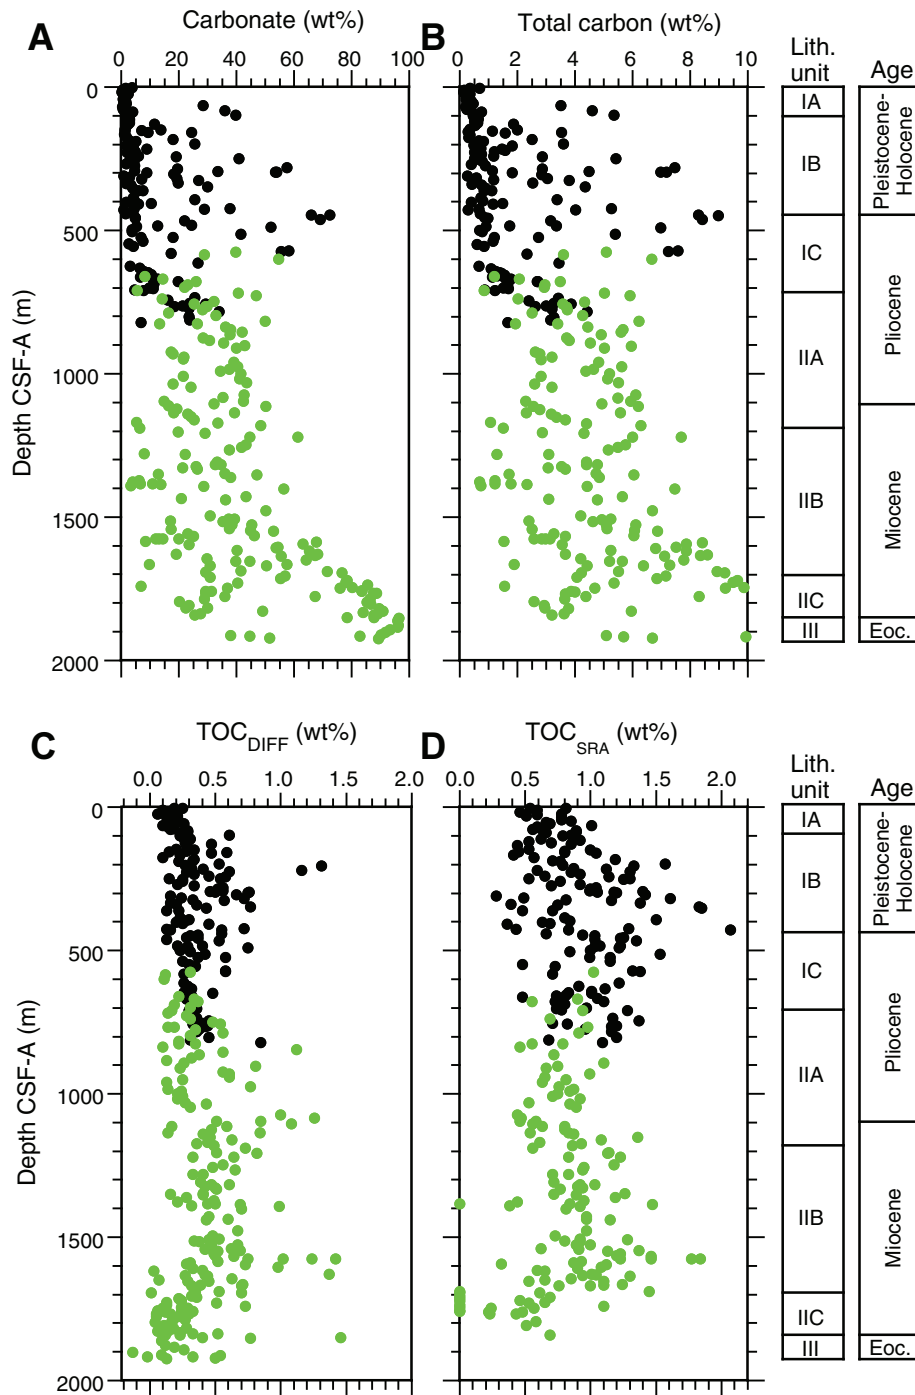 A
Carbonate (wt%)
0 20 40 60 80 100
B
Total carbon (wt%)
0 2 4 6 8 10
Lith.
unit
Age
Depth CSF-A (m)
0
500
1000
1500
2000
IA
IB
IC
IIA
IIB
IIC
III
Pleistocene-
Holocene
Pliocene
Miocene
Eoc.
C
TOC DIFF (wt%)
0.0 0.5 1.0 1.5 2.0
D
TOC SRA (wt%)
0.0 0.5 1.0 1.5 2.0
Lith.
unit
Age
Depth CSF-A (m)
0
500
1000
1500
2000
IA
IB
IC
IIA
IIB
IIC
III
Pleistocene-
Holocene
Pliocene
Miocene
Eoc.